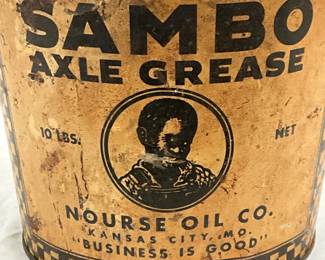 SAMBO
AXLE GREASE
10 LBS. NET
NOURSE OIL CO.
KANSAS CITY, MO.
"BUSINESS IS GOOD"